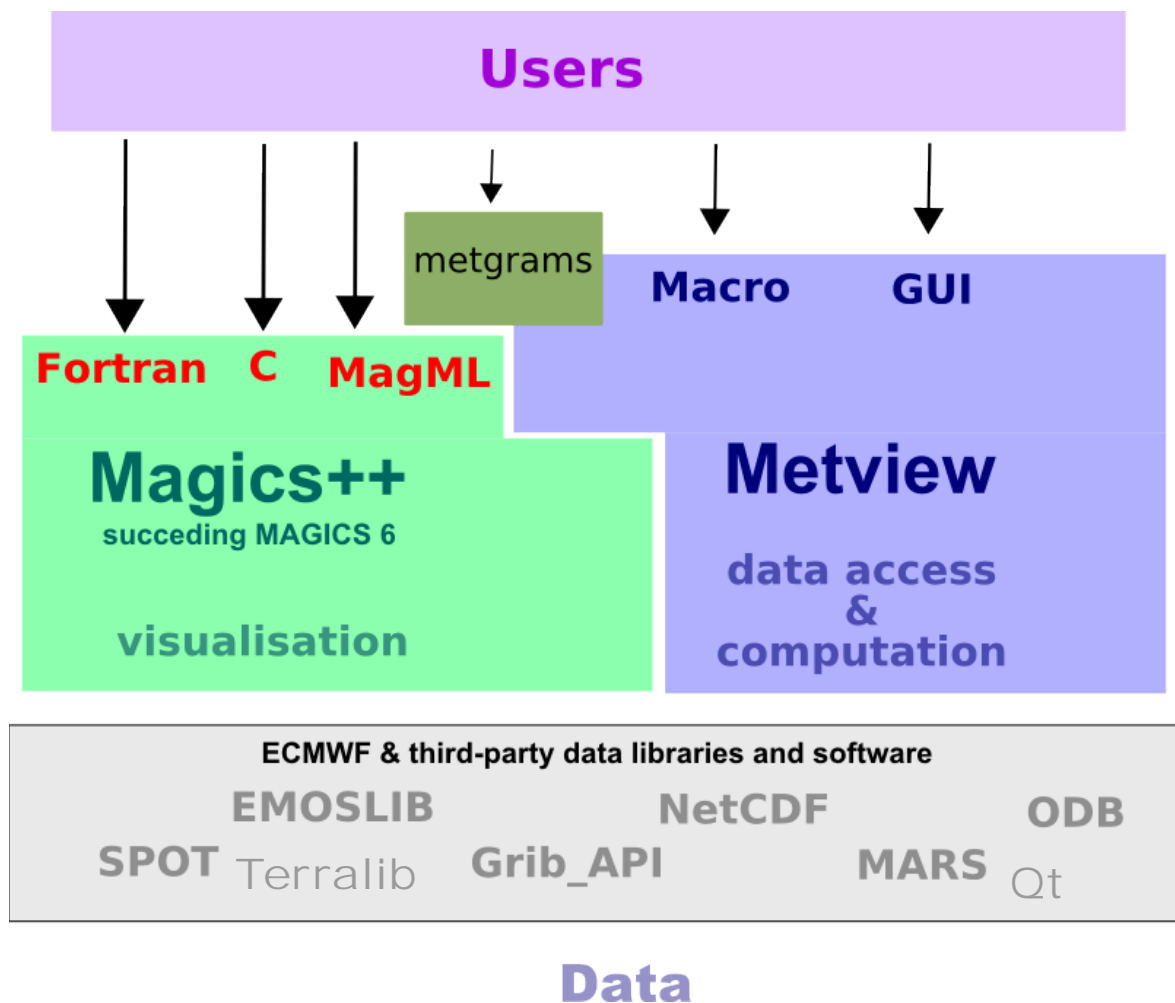 Users
metgrams
Macro GUI
Fortran C MagML
Magics++
succeding MAGICS 6
visualisation
Metview
data access
&
computation
ECMWF & third-party data libraries and software
EMOSLIB NetCDF ODB
SPOT Terralib Grib_API MARS Qt
Data